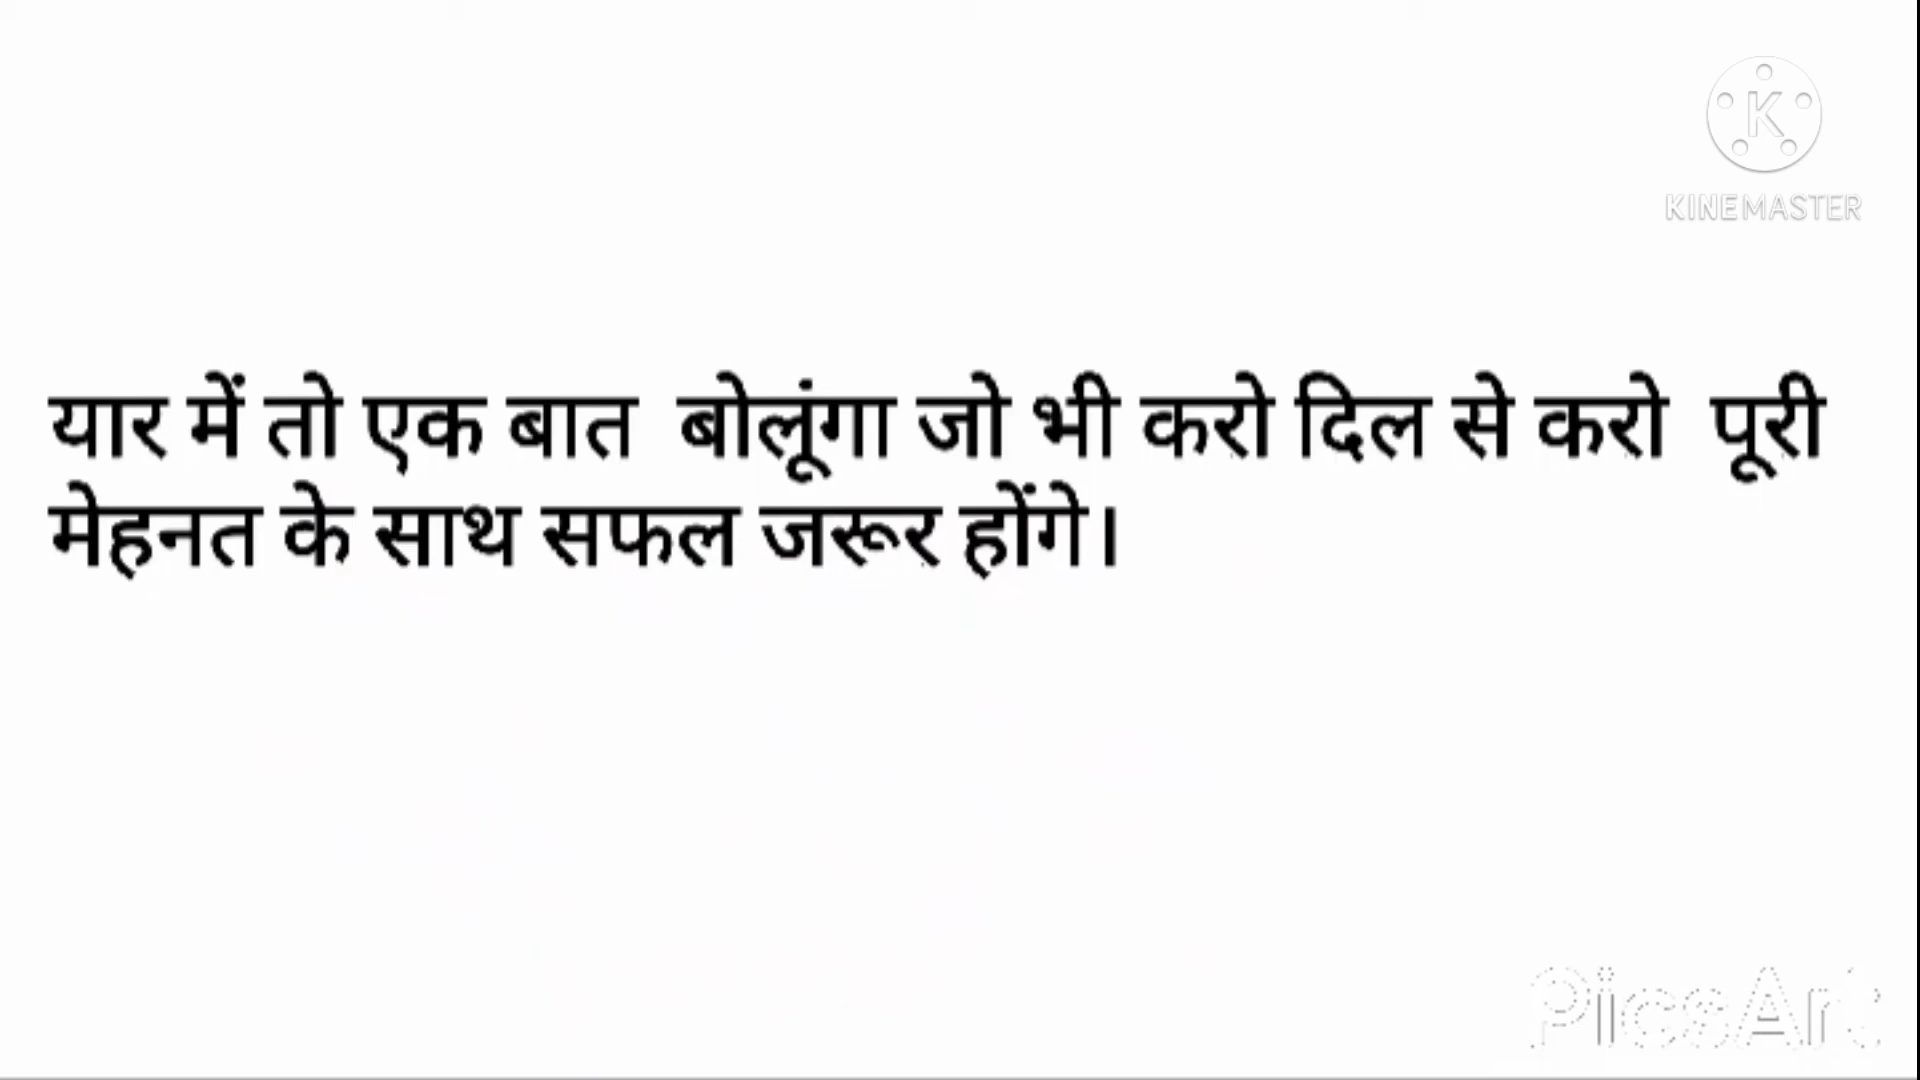 KINEMASTER
यार में तो एक बात  बोलूंगा जो भी करो दिल से करो  पूरी
मेहनत के साथ सफल जरूर होंगे।
PicsArt